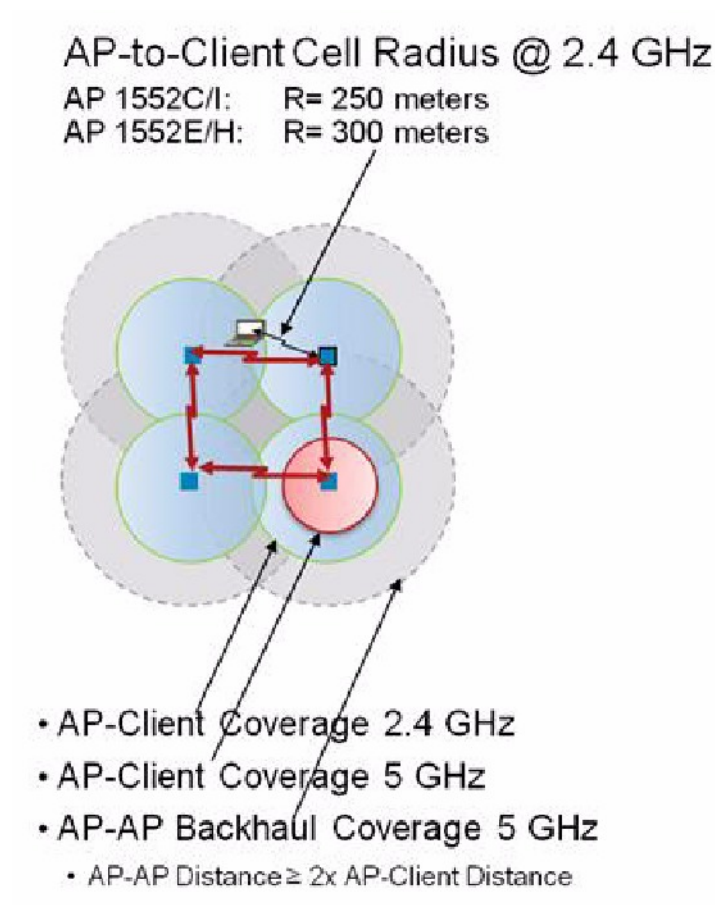 AP-to-Client Cell Radius @ 2.4 GHz
AP 1552C/I: R= 250 meters
AP 1552E/H: R= 300 meters
• AP-Client Coverage 2.4 GHz
• AP-Client Coverage 5 GHz
• AP-AP Backhaul Coverage 5 GHz
• AP-AP Distance ≥ 2x AP-Client Distance